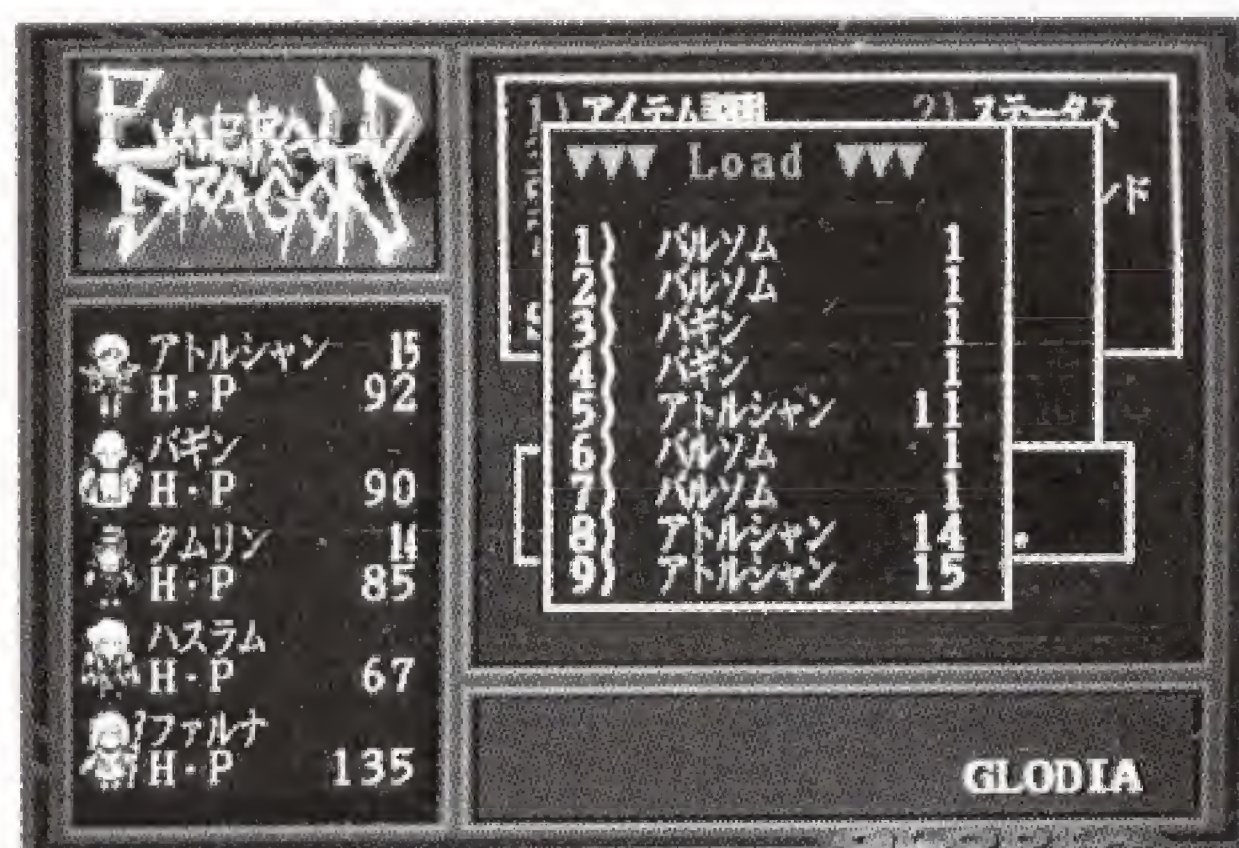 EMERALD
DRAGON
アトルシャン 15
H・P 92
バギン
H・P 90
タムリン 14
H・P 85
ハスラム
H・P 67
ファルナ
H・P 135
1) アイテム 2) ステータス
ンド
▼▼▼ Load ▼▼▼
1) バルソム 1
2) バルソム 1
3) バギン 1
4) バギン 1
5) アトルシャン 11
6) バルソム 1
7) バルソム 1
8) アトルシャン 14
9) アトルシャン 15
GLODIA